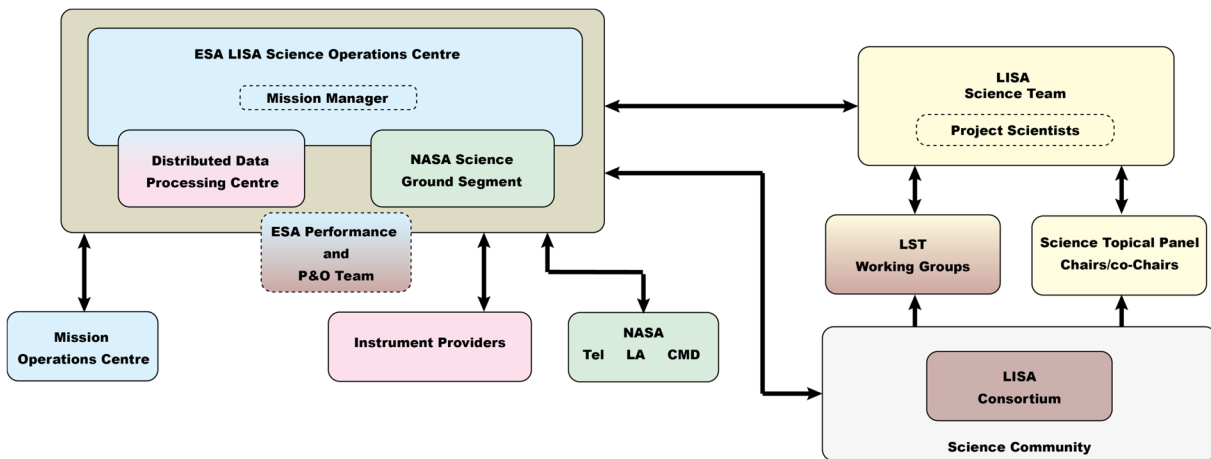 ESA LISA Science Operations Centre
Mission Manager
Distributed Data
Processing Centre
NASA Science
Ground Segment
ESA Performance
and
P&O Team
Mission
Operations Centre
Instrument Providers
NASA
Tel LA CMD
LISA
Science Team
Project Scientists
LST
Working Groups
Science Topical Panel
Chairs/co-Chairs
LISA
Consortium
Science Community